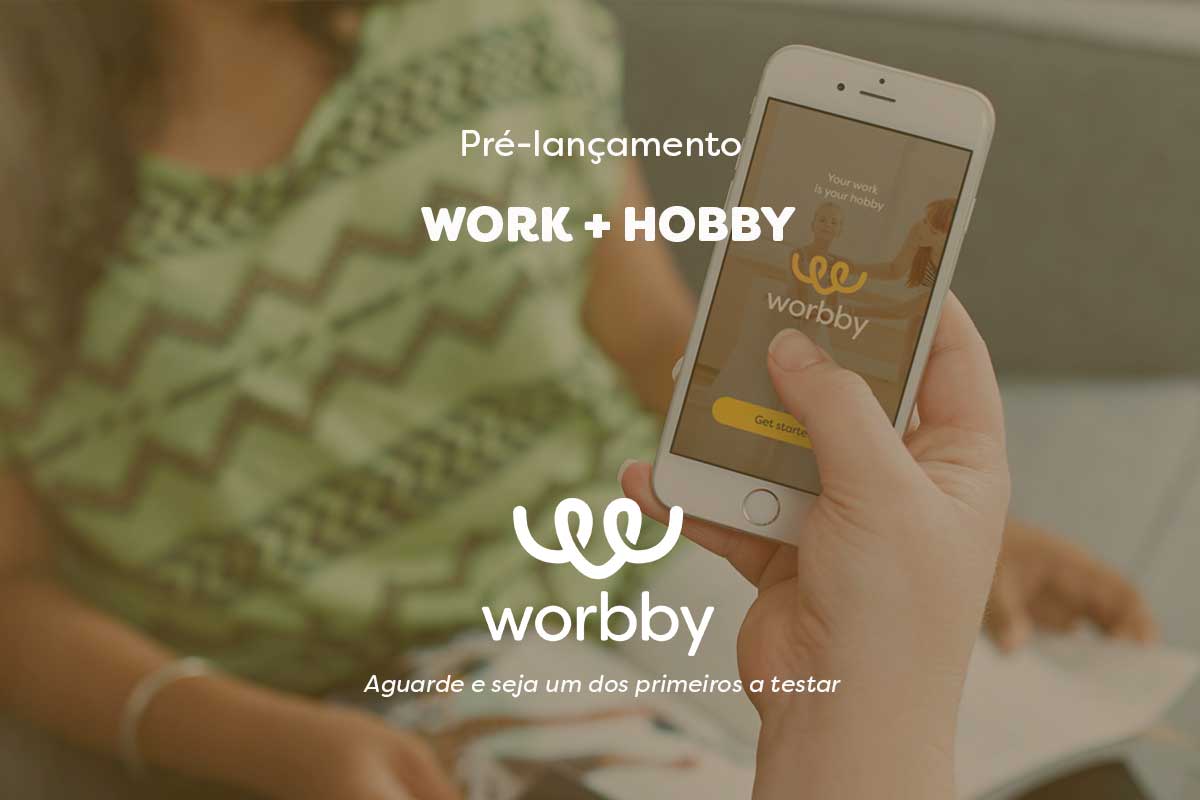 Pré-lançamento
WORK + HOBBY
Your work
is your hobby
worbby
Get starte
worbby
Aguarde e seja um dos primeiros a testar